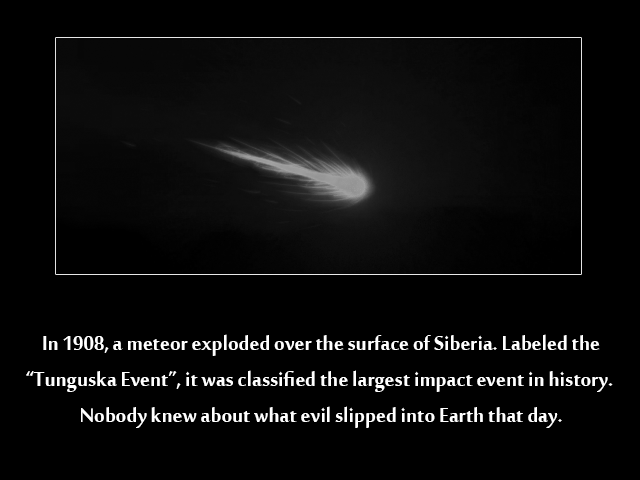 In 1908, a meteor exploded over the surface of Siberia. Labeled the
“Tunguska Event”, it was classified the largest impact event in history.
Nobody knew about what evil slipped into Earth that day.